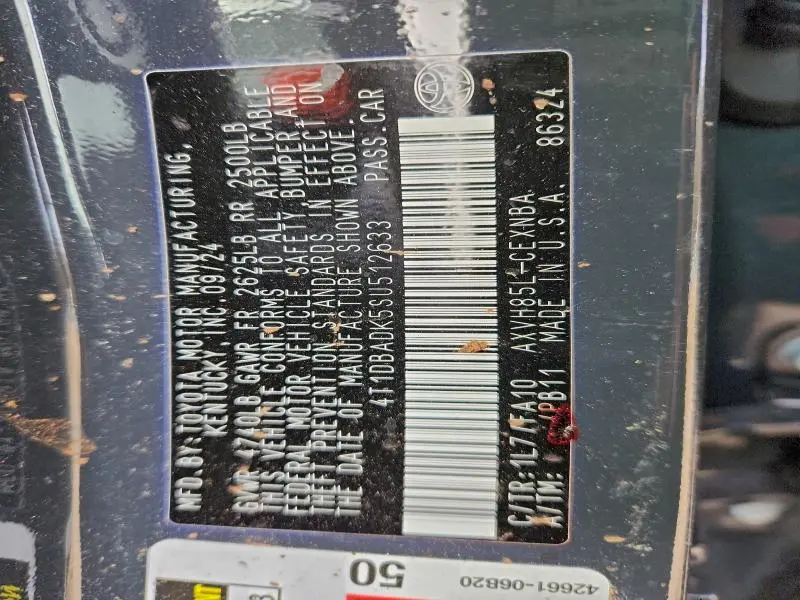 MFD.BY:TOYOTA MOTOR MANUFACTURING,
KENTUCKY, INC.09/24
GVWR 4740LB GAWR FR 2625LB RR 2500LB
THIS VEHICLE CONFORMS TO ALL APPLICABLE
FEDERAL MOTOR VEHICLE SAFETY, BUMPER AND
THEFT PREVENTION STANDARDS IN EFFECT ON
THE DATE OF MANUFACTURE SHOWN ABOVE.
4T1DBADK5SU512633 PASS.CAR
C/TR:1L7/EA10 AXVH85L-CEXNBA
A/TM: /PB11 MADE IN U.S.A. 86324
50
42661-06B20